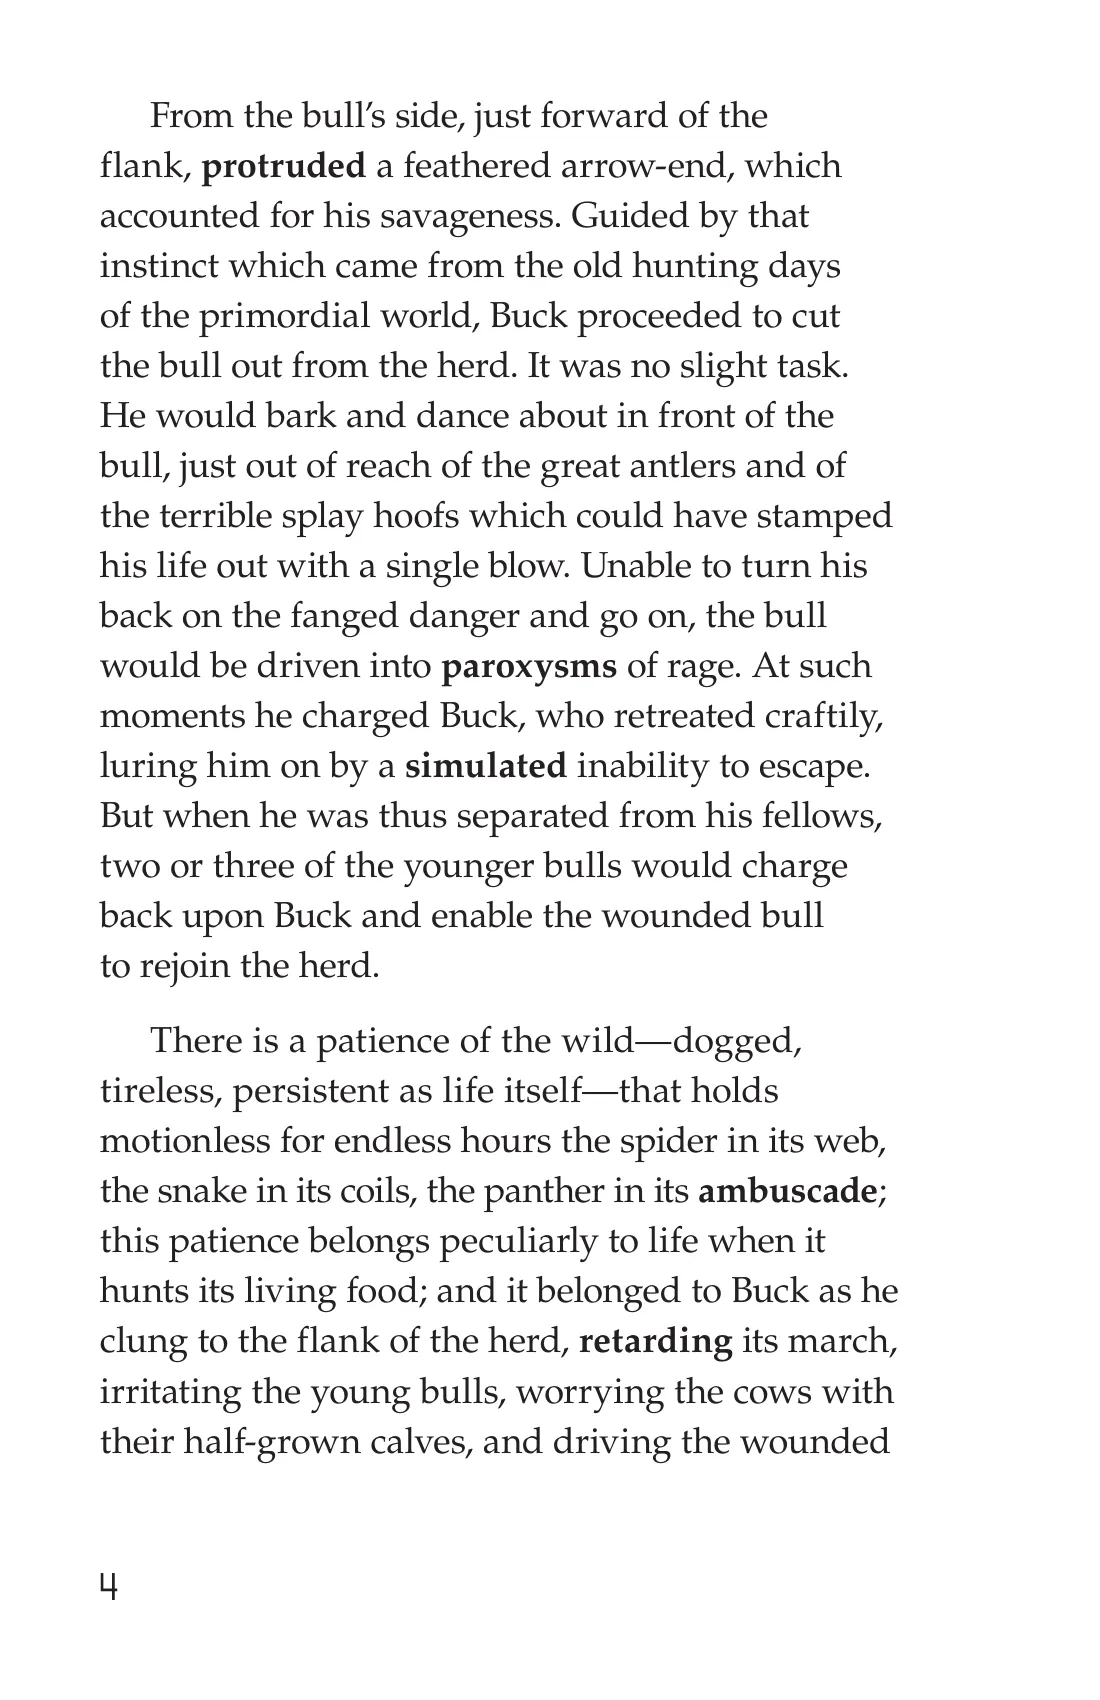 From the bull’s side, just forward of the
flank, protruded a feathered arrow-end, which
accounted for his savageness. Guided by that
instinct which came from the old hunting days
of the primordial world, Buck proceeded to cut
the bull out from the herd. It was no slight task.
He would bark and dance about in front of the
bull, just out of reach of the great antlers and of
the terrible splay hoofs which could have stamped
his life out with a single blow. Unable to turn his
back on the fanged danger and go on, the bull
would be driven into paroxysms of rage. At such
moments he charged Buck, who retreated craftily,
luring him on by a simulated inability to escape.
But when he was thus separated from his fellows,
two or three of the younger bulls would charge
back upon Buck and enable the wounded bull
to rejoin the herd.
There is a patience of the wild—dogged,
tireless, persistent as life itself—that holds
motionless for endless hours the spider in its web,
the snake in its coils, the panther in its ambuscade;
this patience belongs peculiarly to life when it
hunts its living food; and it belonged to Buck as he
clung to the flank of the herd, retarding its march,
irritating the young bulls, worrying the cows with
their half-grown calves, and driving the wounded
4